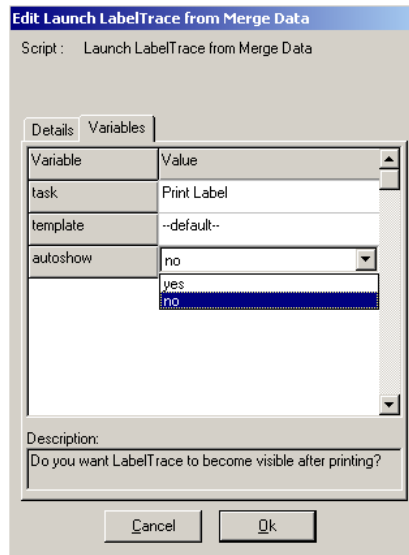 Edit Launch LabelTrace from Merge Data
Script : Launch LabelTrace from Merge Data
Details Variables
Variable Value
task Print Label
template --default--
autoshow no
yes
no
Description:
Do you want LabelTrace to become visible after printing?
Cancel Ok